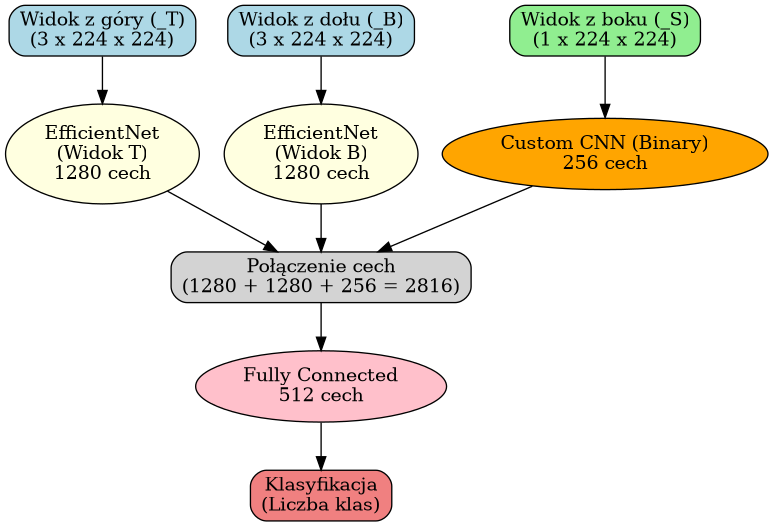 Widok z góry (_T)
(3 x 224 x 224)
Widok z dołu (_B)
(3 x 224 x 224)
Widok z boku (_S)
(1 x 224 x 224)
EfficientNet
(Widok T)
1280 cech
EfficientNet
(Widok B)
1280 cech
Custom CNN (Binary)
256 cech
Połączenie cech
(1280 + 1280 + 256 = 2816)
Fully Connected
512 cech
Klasyfikacja
(Liczba klas)